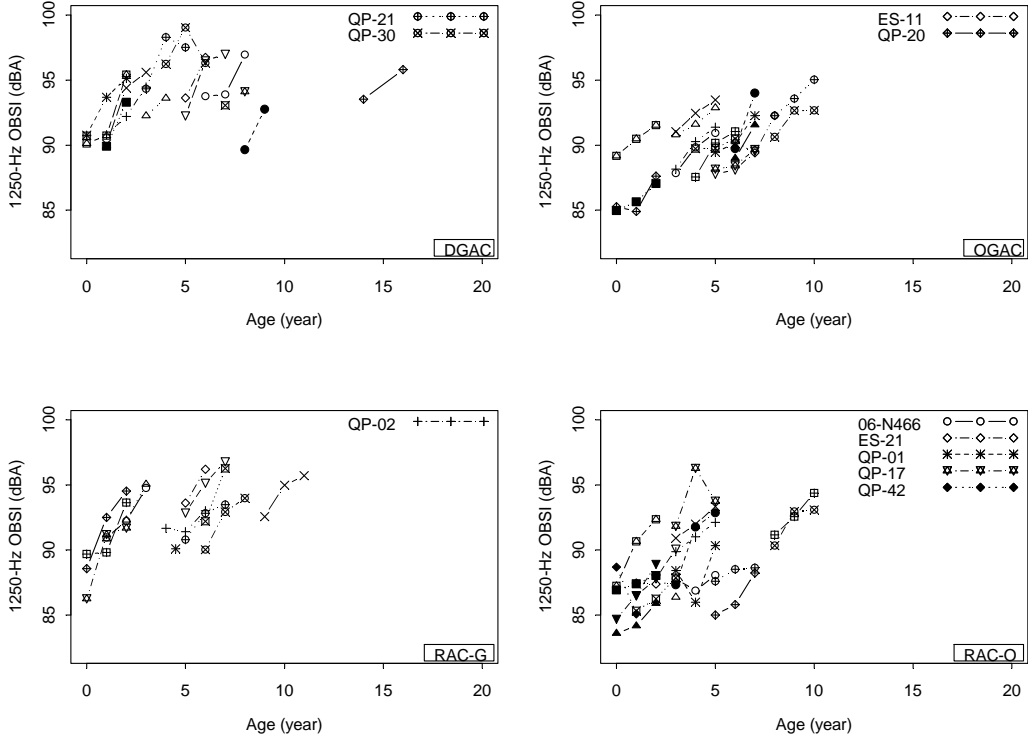 1250-Hz OBSI (dBA)
100
95
90
85
QP-21
QP-30
DGAC
0 5 10 15 20
Age (year)
1250-Hz OBSI (dBA)
100
95
90
85
ES-11
QP-20
OGAC
0 5 10 15 20
Age (year)
1250-Hz OBSI (dBA)
100
95
90
85
QP-02
RAC-G
0 5 10 15 20
Age (year)
1250-Hz OBSI (dBA)
100
95
90
85
06-N466
ES-21
QP-01
QP-17
QP-42
RAC-O
0 5 10 15 20
Age (year)